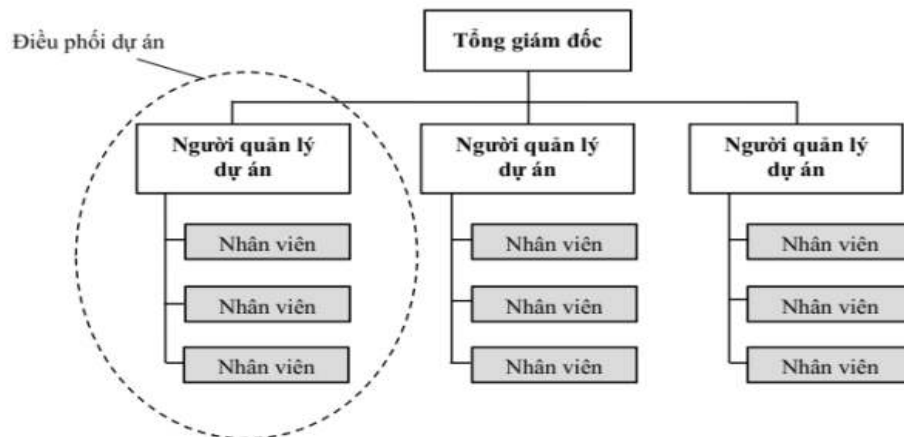 Điều phối dự án
Tổng giám đốc
Người quản lý
dự án
Người quản lý
dự án
Người quản lý
dự án
Nhân viên
Nhân viên
Nhân viên
Nhân viên
Nhân viên
Nhân viên
Nhân viên
Nhân viên
Nhân viên